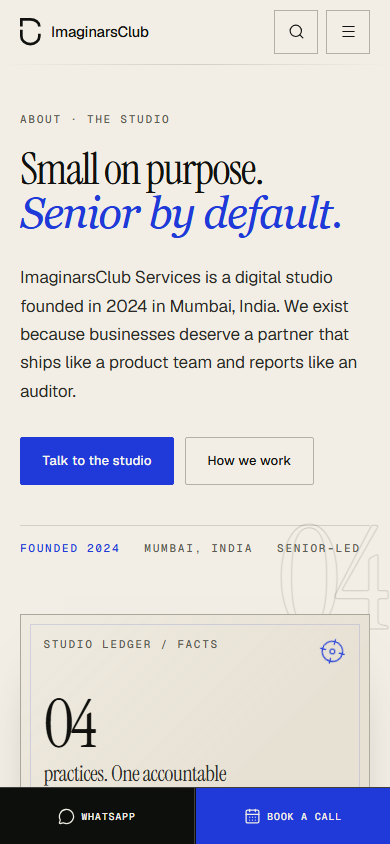 ImaginarsClub
ABOUT · THE STUDIO
Small on purpose.
Senior by default.
ImaginarsClub Services is a digital studio
founded in 2024 in Mumbai, India. We exist
because businesses deserve a partner that
ships like a product team and reports like an
auditor.
Talk to the studio
How we work
FOUNDED 2024
MUMBAI, INDIA
SENIOR-LED
04
STUDIO LEDGER / FACTS
04
practices. One accountable
WHATSAPP
BOOK A CALL